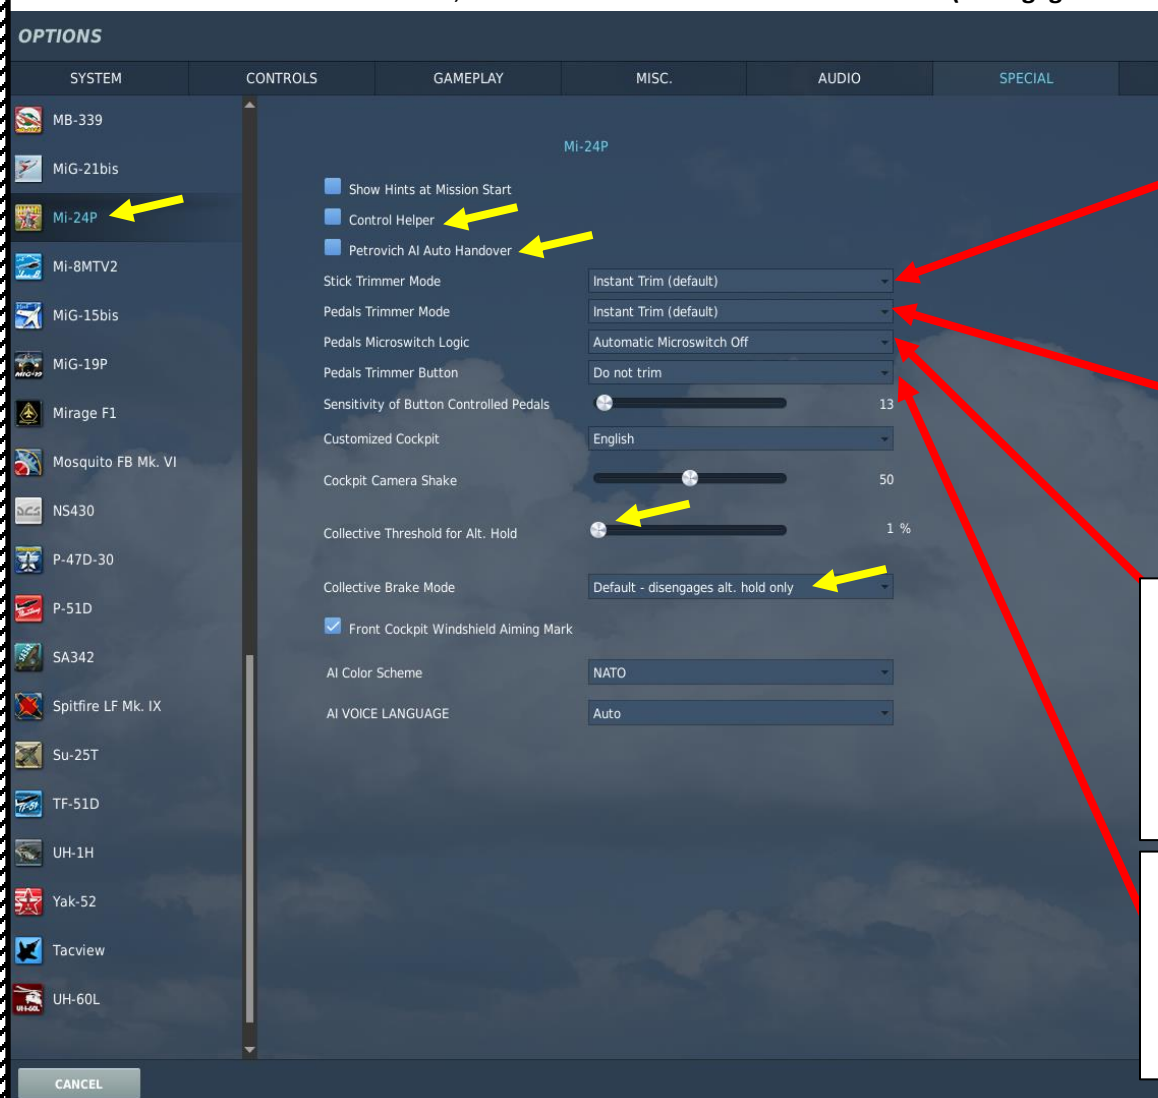 OPTIONS
SYSTEM CONTROLS GAMEPLAY MISC. AUDIO SPECIAL
MB-339
MiG-21bis
Mi-24P
Mi-8MTV2
MiG-15bis
MiG-19P
Mirage F1
Mosquito FB Mk. VI
NS430
P-47D-30
P-51D
SA342
Spitfire LF Mk. IX
Su-25T
TF-51D
UH-1H
Yak-52
Tacview
UH-60L
Mi-24P
Show Hints at Mission Start
Control Helper
Petrovich AI Auto Handover
Stick Trimmer Mode Instant Trim (default)
Pedals Trimmer Mode Instant Trim (default)
Pedals Microswitch Logic Automatic Microswitch Off
Pedals Trimmer Button Do not trim
Sensitivity of Button Controlled Pedals 13
Customized Cockpit English
Cockpit Camera Shake 50
Collective Threshold for Alt. Hold 1 %
Collective Brake Mode Default - disengages alt. hold only
Front Cockpit Windshield Aiming Mark
AI Color Scheme NATO
AI VOICE LANGUAGE Auto
CANCEL